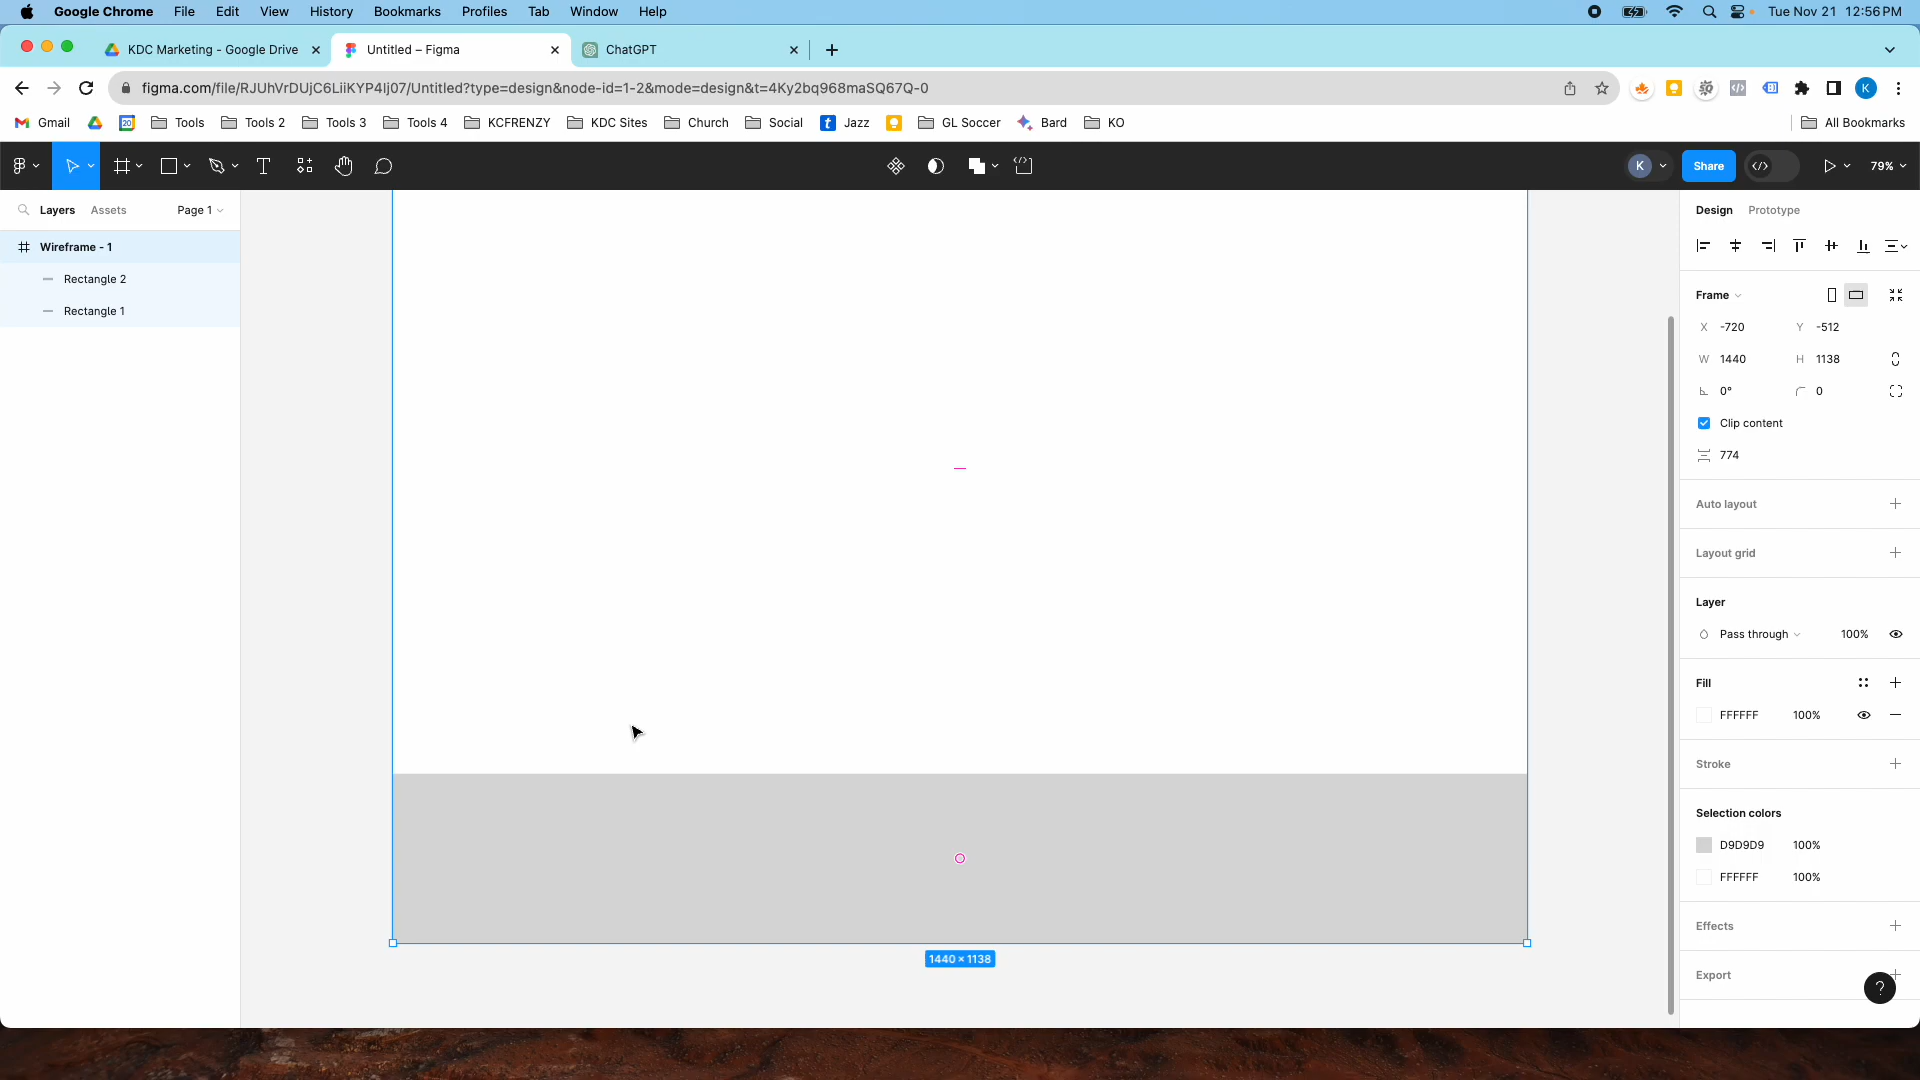 Google Chrome File Edit View History Bookmarks Profiles Tab Window Help Tue Nov 21 12:56 PM
KDC Marketing - Google Drive Untitled – Figma ChatGPT
figma.com/file/RJUhVrDUjC6LiiKYP4lj07/Untitled?type=design&node-id=1-2&mode=design&t=4Ky2bq968maSQ67Q-0 K
Gmail 20 Tools Tools 2 Tools 3 Tools 4 KCFRENZY KDC Sites Church Social t Jazz GL Soccer Bard KO All Bookmarks
K Share 79%
Layers Assets Page 1 Design Prototype
Wireframe - 1
Rectangle 2
Rectangle 1
Frame
X -720 Y -512
W 1440 H 1138
0° 0
Clip content
774
Auto layout
Layout grid
Layer
Pass through 100%
Fill
FFFFFF 100%
Stroke
Selection colors
D9D9D9 100%
FFFFFF 100%
Effects
Export
?
1440 × 1138